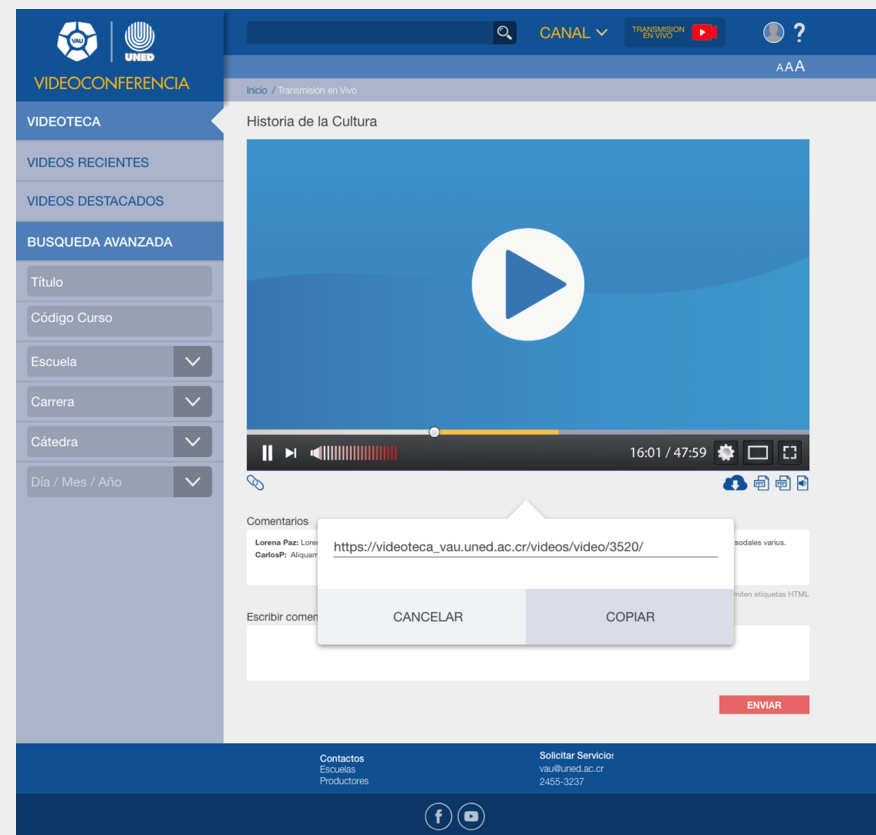 VAU
UNED
VIDEOCONFERENCIA
CANAL
TRANSMISION
EN VIVO
?
AAA
Inicio / Transmisión en Vivo
VIDEOTECA
VIDEOS RECIENTES
VIDEOS DESTACADOS
BUSQUEDA AVANZADA
Título
Código Curso
Escuela
Carrera
Cátedra
Día / Mes / Año
Historia de la Cultura
16:01 / 47:59
PPT
PDF
Comentarios
Lorena Paz: Lore
sodales varius.
CarlosP: Aliquam
miten etiquetas HTML
https://videoteca_vau.uned.ac.cr/videos/video/3520/
CANCELAR
COPIAR
Escribir comen
ENVIAR
Contactos
Escuelas
Productores
Solicitar Servicios
vau@uned.ac.cr
2455-3237
f